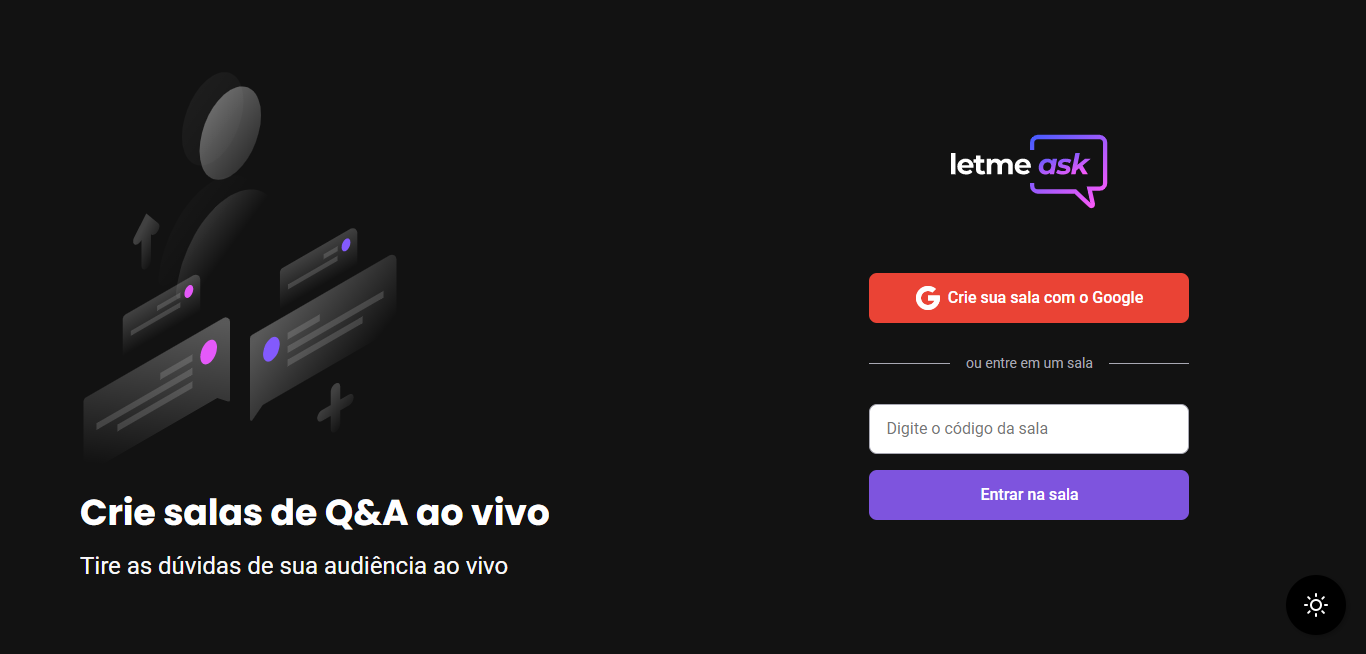 Crie salas de Q&A ao vivo
Tire as dúvidas de sua audiência ao vivo
letme ask
Crie sua sala com o Google
ou entre em um sala
Digite o código da sala
Entrar na sala